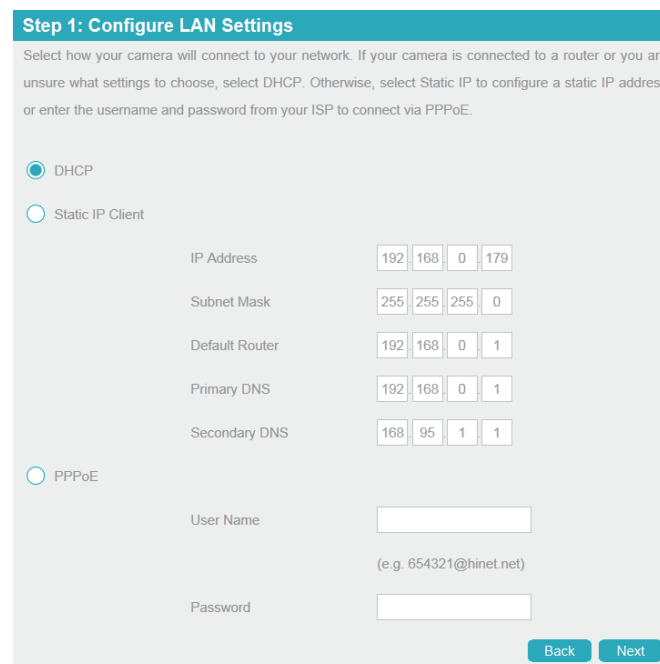 Step 1: Configure LAN Settings
Select how your camera will connect to your network. If your camera is connected to a router or you ar
unsure what settings to choose, select DHCP. Otherwise, select Static IP to configure a static IP addres
or enter the username and password from your ISP to connect via PPPoE.
DHCP
Static IP Client
IP Address 192. 168. 0. 179
Subnet Mask 255. 255. 255. 0
Default Router 192. 168. 0. 1
Primary DNS 192. 168. 0. 1
Secondary DNS 168. 95. 1. 1
PPPoE
User Name
(e.g. 654321@hinet.net)
Password
Back Next